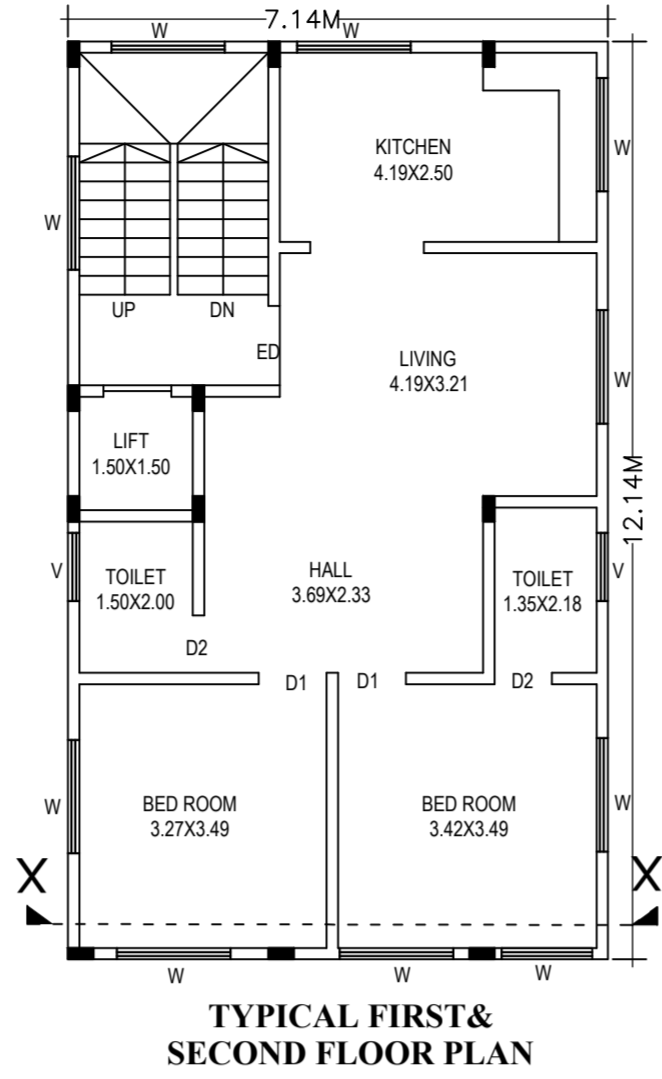 7.14M
W
W
KITCHEN
4.19X2.50
W
W
UP
DN
ED
LIVING
4.19X3.21
W
LIFT
1.50X1.50
12.14M
V
TOILET
1.50X2.00
HALL
3.69X2.33
TOILET
1.35X2.18
V
D2
D1
D1
D2
W
BED ROOM
3.27X3.49
BED ROOM
3.42X3.49
W
X
X
W
W
W
TYPICAL FIRST&
SECOND FLOOR PLAN